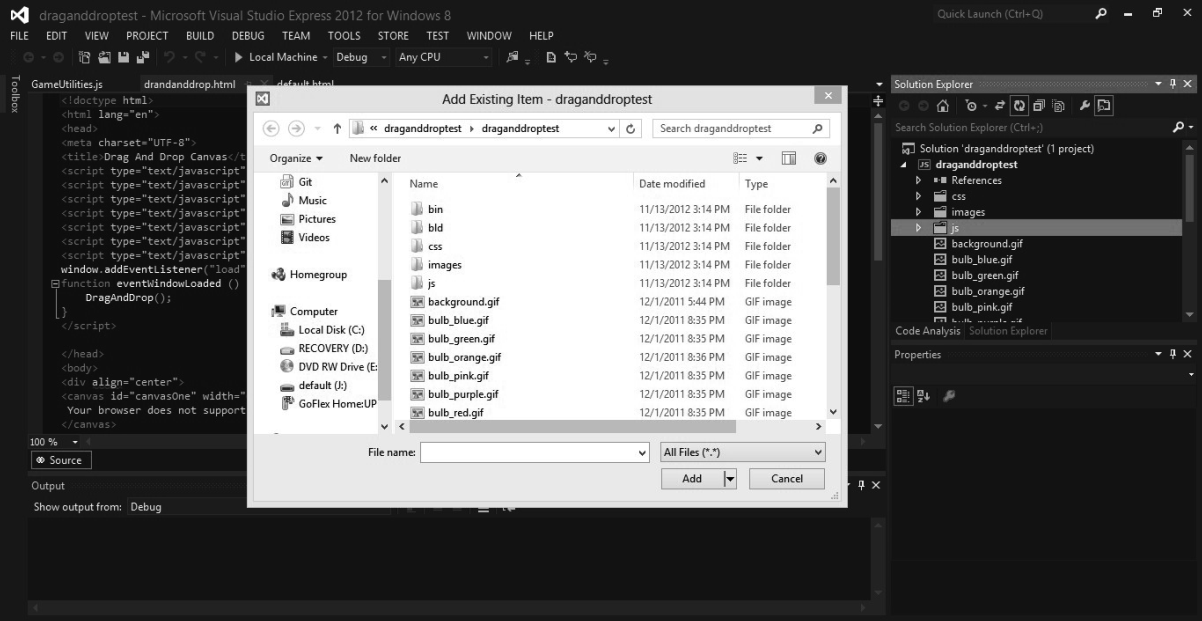 draganddroptest - Microsoft Visual Studio Express 2012 for Windows 8
Quick Launch (Ctrl+Q)
FILE EDIT VIEW PROJECT BUILD DEBUG TEAM TOOLS STORE TEST WINDOW HELP
Local Machine Debug Any CPU
Toolbox
GameUtilities.js drandanddrop.html default.html
<!doctype html>
<html lang="en">
<head>
<meta charset="UTF-8">
<title>Drag And Drop Canvas</t
<script type="text/javascript"
<script type="text/javascript"
<script type="text/javascript"
<script type="text/javascript"
<script type="text/javascript"
<script type="text/javascript"
<script type="text/javascript"
window.addEventListener("load"
function eventWindowLoaded ()
DragAndDrop();
}
</script>
</head>
<body>
<div align="center">
<canvas id="canvasOne" width="
Your browser does not support
</canvas>
100 %
Source
Output
Show output from: Debug
Add Existing Item - draganddroptest
« draganddroptest draganddroptest
Search draganddroptest
Organize New folder
Git
Music
Pictures
Videos
Homegroup
Computer
Local Disk (C:)
RECOVERY (D:)
DVD RW Drive (E:
default (J:)
GoFlex Home:UP
Name Date modified Type
bin 11/13/2012 3:14 PM File folder
bld 11/13/2012 3:14 PM File folder
css 11/13/2012 3:14 PM File folder
images 11/13/2012 3:14 PM File folder
js 11/13/2012 3:14 PM File folder
background.gif 12/1/2011 5:44 PM GIF image
bulb_blue.gif 12/1/2011 8:35 PM GIF image
bulb_green.gif 12/1/2011 8:35 PM GIF image
bulb_orange.gif 12/1/2011 8:36 PM GIF image
bulb_pink.gif 12/1/2011 8:35 PM GIF image
bulb_purple.gif 12/1/2011 8:35 PM GIF image
bulb_red.gif 12/1/2011 8:35 PM GIF image
File name:
All Files (*.*)
Add Cancel
Solution Explorer
Search Solution Explorer (Ctrl+;)
Solution 'draganddroptest' (1 project)
JS draganddroptest
References
css
images
js
background.gif
bulb_blue.gif
bulb_green.gif
bulb_orange.gif
bulb_pink.gif
bulb_purple.gif
Code Analysis Solution Explorer
Properties